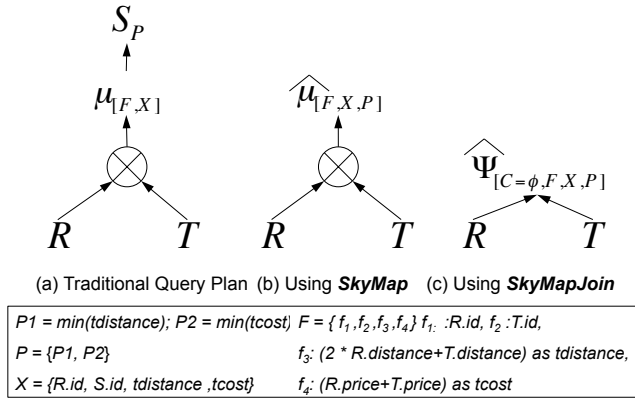 S_P
μ_[F,X]
μ̂_[F,X,P]
Ψ̂_[C=ϕ,F,X,P]
R T R T R T
(a) Traditional Query Plan (b) Using SkyMap (c) Using SkyMapJoin
P1 = min(tdistance); P2 = min(tcost) F = { f₁,f₂,f₃,f₄} f₁: :R.id, f₂ :T.id,
P = {P1, P2} f₃: (2 * R.distance+T.distance) as tdistance,
X = {R.id, S.id, tdistance ,tcost} f₄: (R.price+T.price) as tcost